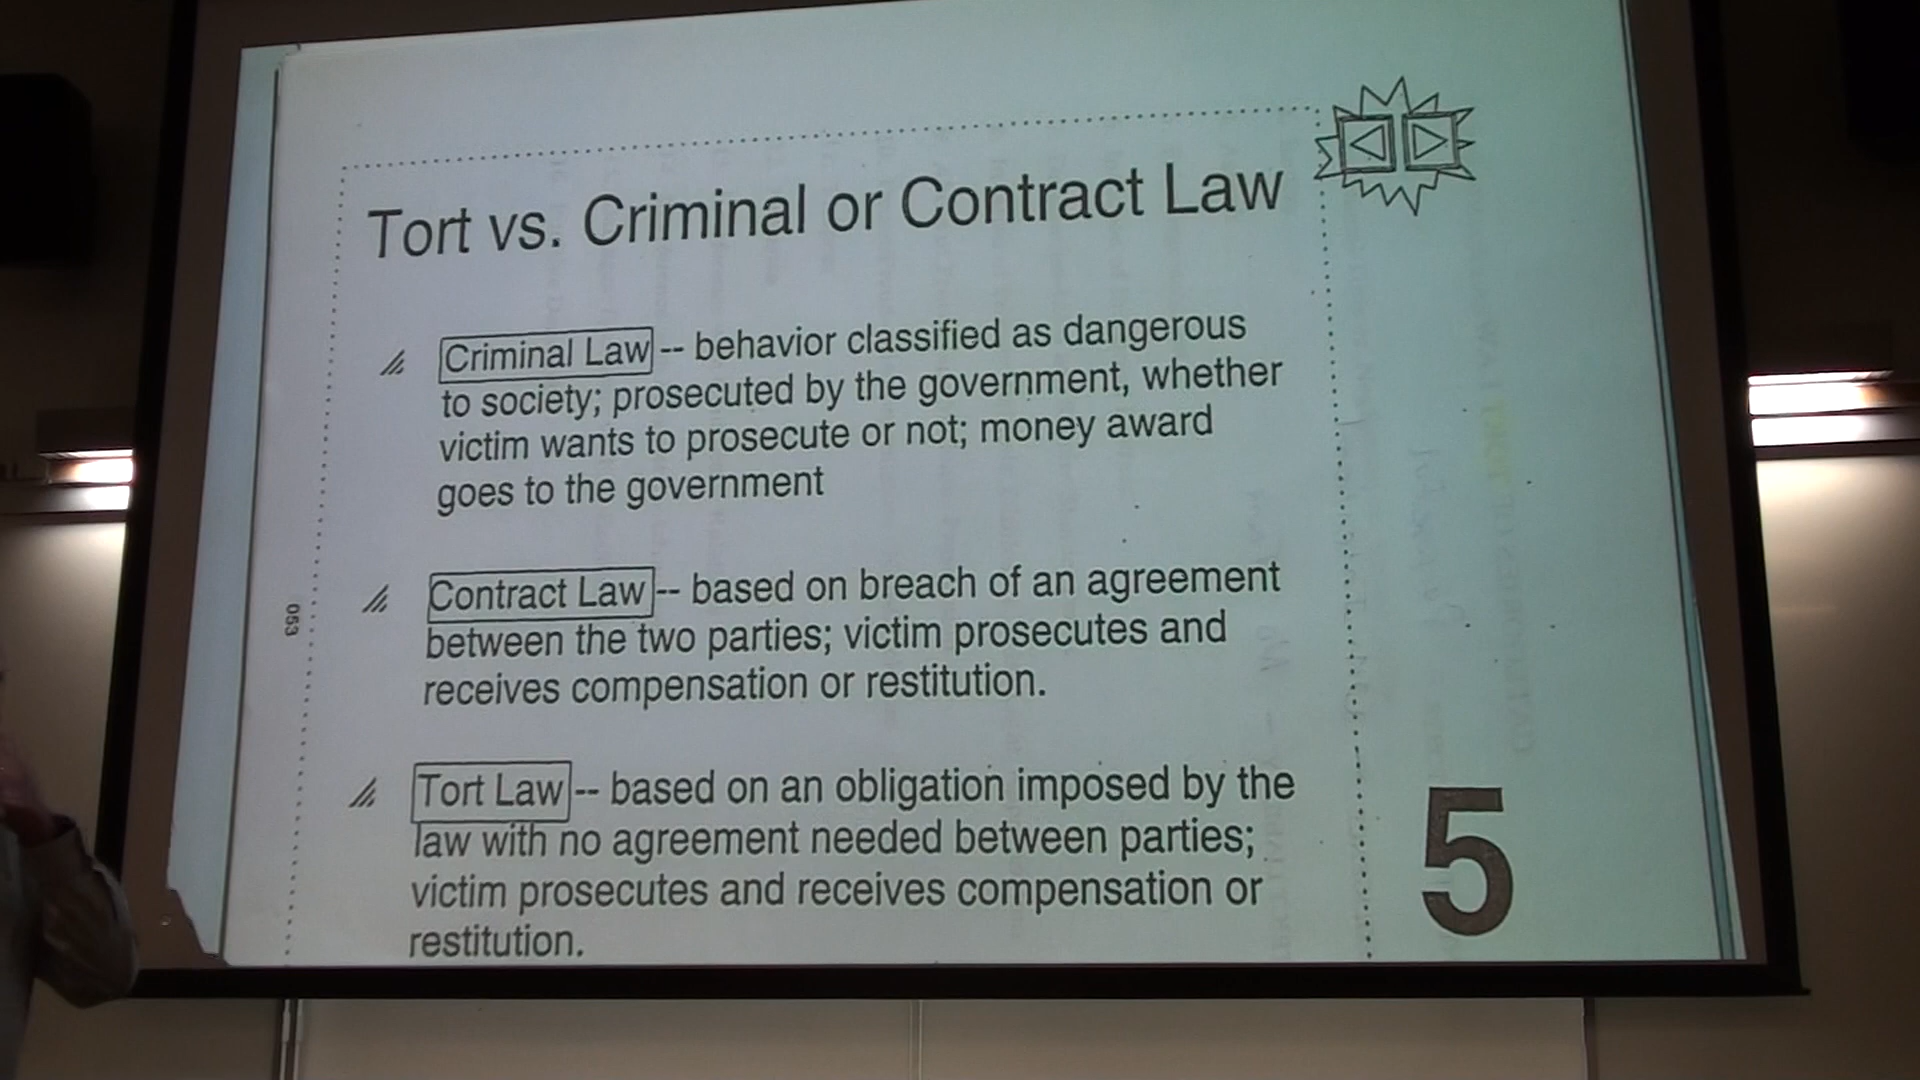 Tort vs. Criminal or Contract Law
Criminal Law -- behavior classified as dangerous
to society; prosecuted by the government, whether
victim wants to prosecute or not; money award
goes to the government
Contract Law -- based on breach of an agreement
between the two parties; victim prosecutes and
receives compensation or restitution.
Tort Law -- based on an obligation imposed by the
law with no agreement needed between parties;
victim prosecutes and receives compensation or
restitution.
053
5